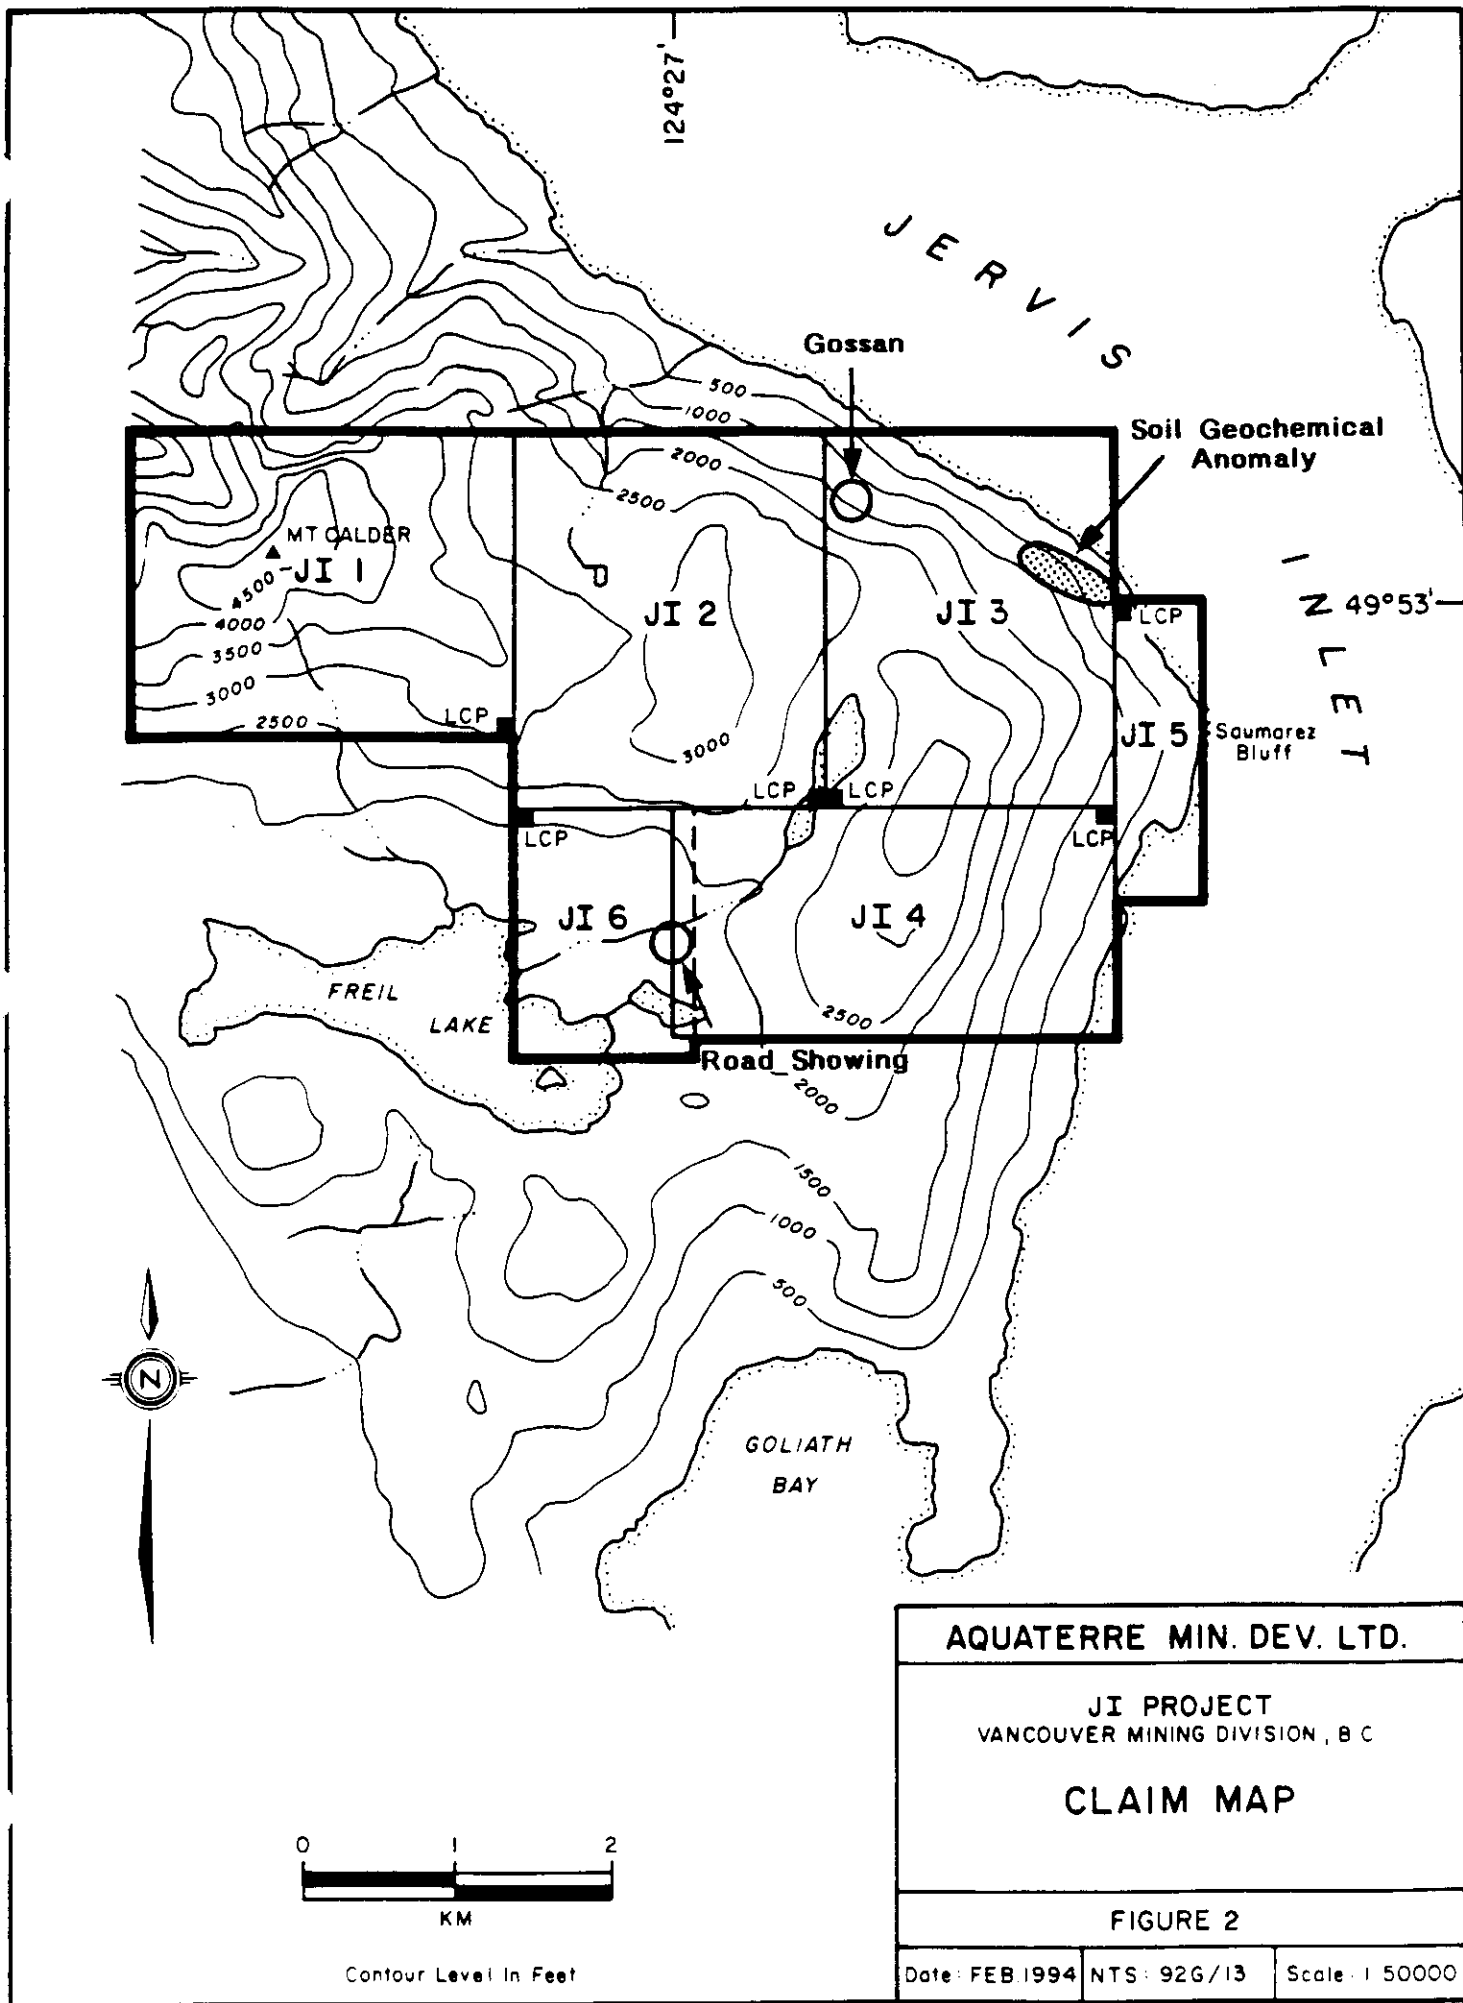 124°27'
JERVIS
INLET
Gossan
Soil Geochemical
Anomaly
500
1000
2000
2500
MT CALDER
JI 1
4500
4000
3500
3000
2500
LCP
JI 2
3000
JI 3
49°53'
LCP
JI 5
Saumarez
Bluff
LCP
LCP
LCP
LCP
JI 6
JI 4
FREIL
LAKE
2500
Road Showing
2000
1500
1000
500
N
GOLIATH
BAY
AQUATERRE MIN. DEV. LTD.
JI PROJECT
VANCOUVER MINING DIVISION, B C
CLAIM MAP
0 1 2
KM
Contour Level In Feet
FIGURE 2
Date: FEB.1994
NTS: 92G/13
Scale: 1 50000